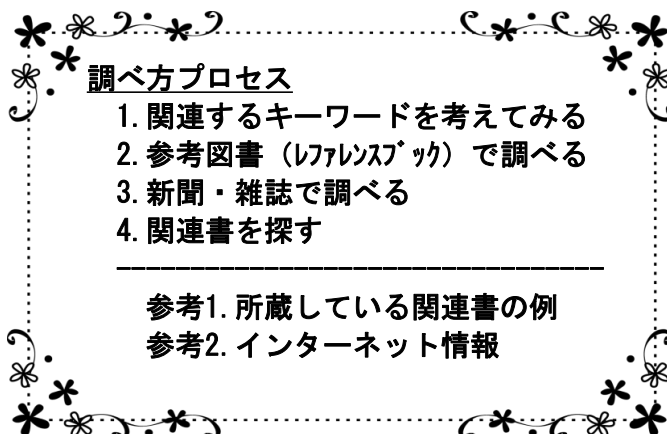 調べ方プロセス
1.関連するキーワードを考えてみる
2.参考図書（ﾚﾌｧﾚﾝｽﾌﾞｯｸ）で調べる
3.新聞・雑誌で調べる
4.関連書を探す
参考1.所蔵している関連書の例
参考2.インターネット情報